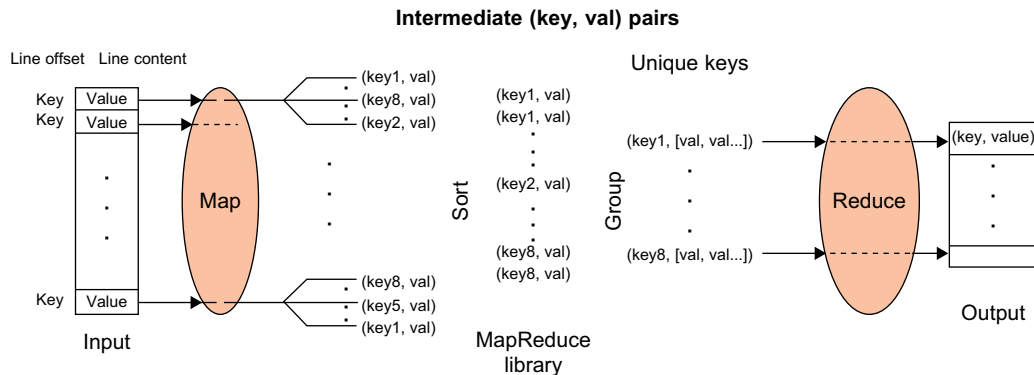 Intermediate (key, val) pairs
Line offset Line content
Unique keys
Key Value
Key Value
Key Value
Input
Map
(key1, val)
(key8, val)
(key2, val)
(key8, val)
(key5, val)
(key1, val)
Sort
(key1, val)
(key1, val)
(key2, val)
(key8, val)
(key8, val)
MapReduce
library
Group
(key1, [val, val...])
(key8, [val, val...])
Reduce
(key, value)
Output